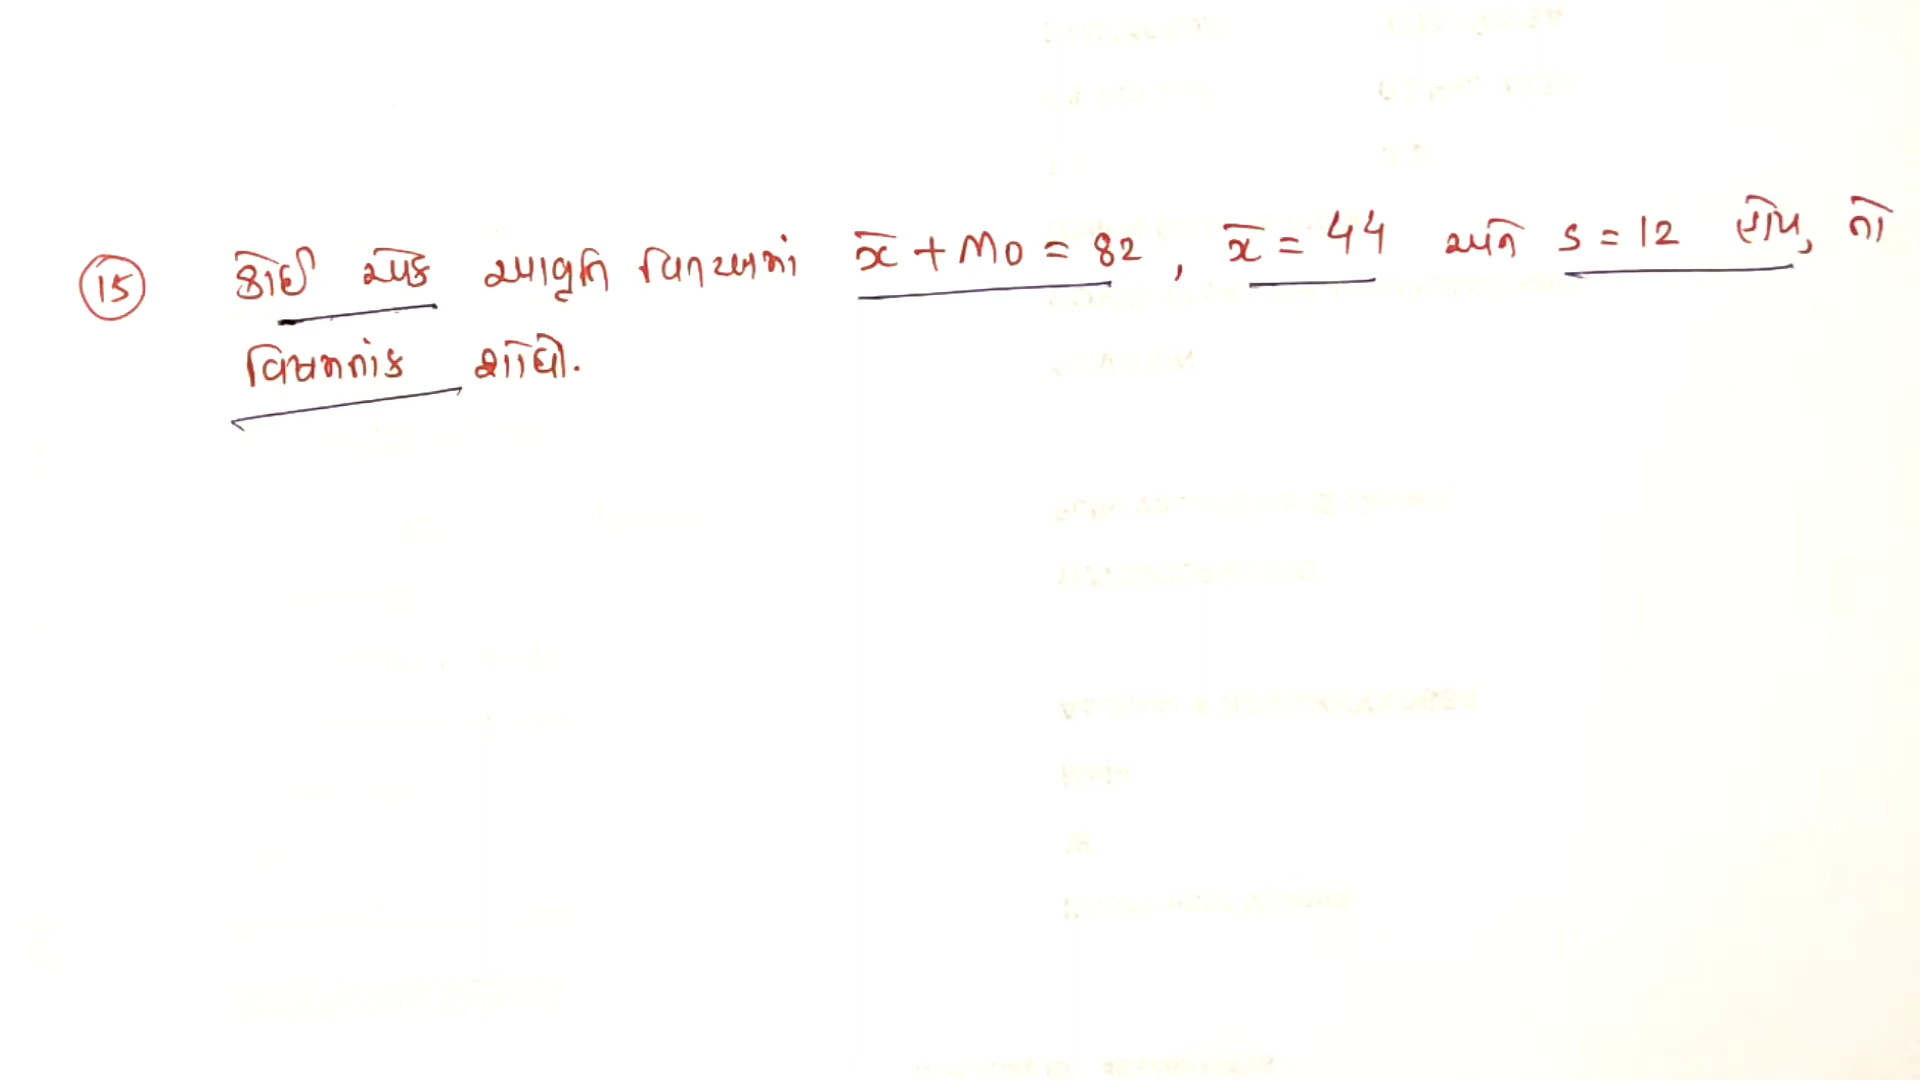 (15) કોઈ એક આવૃતિ વિતરણમાં x̄ + Mo = 82, x̄ = 44 અને s = 12 હોય, તો
વિષમતાંક શોધો.